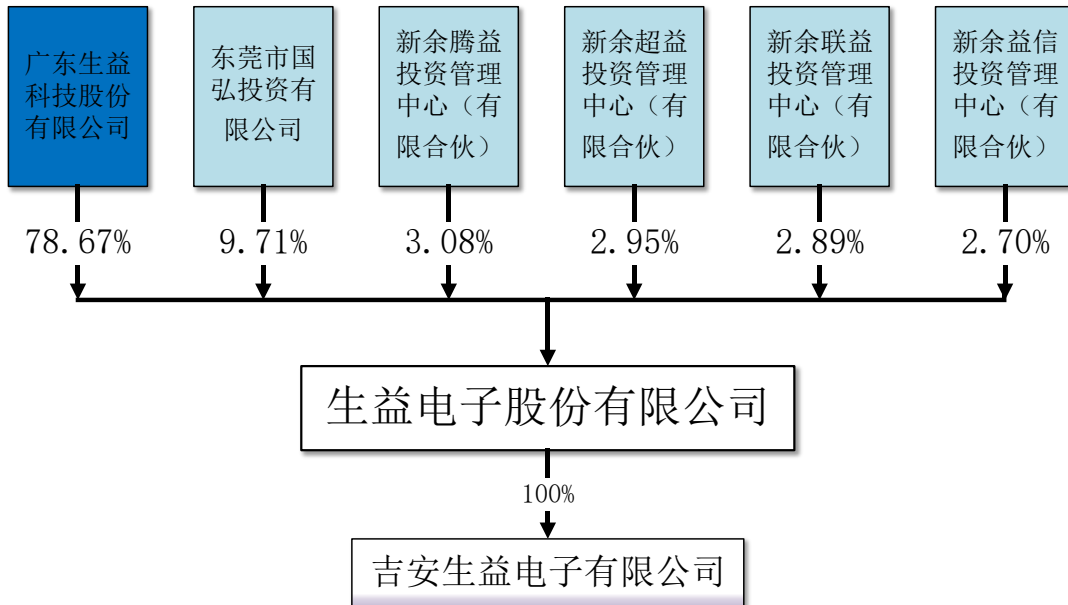 广东生益
科技股份
有限公司
东莞市国
弘投资有
限公司
新余腾益
投资管理
中心（有
限合伙）
新余超益
投资管理
中心（有
限合伙）
新余联益
投资管理
中心（有
限合伙）
新余益信
投资管理
中心（有
限合伙）
78.67%
9.71%
3.08%
2.95%
2.89%
2.70%
生益电子股份有限公司
100%
吉安生益电子有限公司